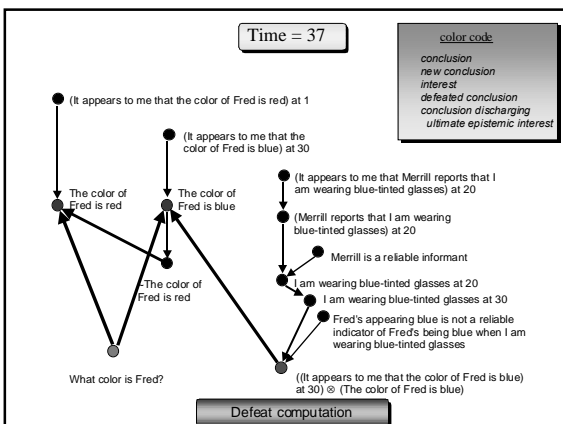 Time = 37
color code
conclusion
new conclusion
interest
defeated conclusion
conclusion discharging
ultimate epistemic interest
(It appears to me that the color of Fred is red) at 1
(It appears to me that the
color of Fred is blue) at 30
(It appears to me that Merrill reports that I
am wearing blue-tinted glasses) at 20
The color of
Fred is red
The color of
Fred is blue
(Merrill reports that I am wearing
blue-tinted glasses) at 20
Merrill is a reliable informant
~The color of
Fred is red
I am wearing blue-tinted glasses at 20
I am wearing blue-tinted glasses at 30
Fred's appearing blue is not a reliable
indicator of Fred's being blue when I am
wearing blue-tinted glasses
What color is Fred?
((It appears to me that the color of Fred is blue)
at 30) ⊗ (The color of Fred is blue)
Defeat computation